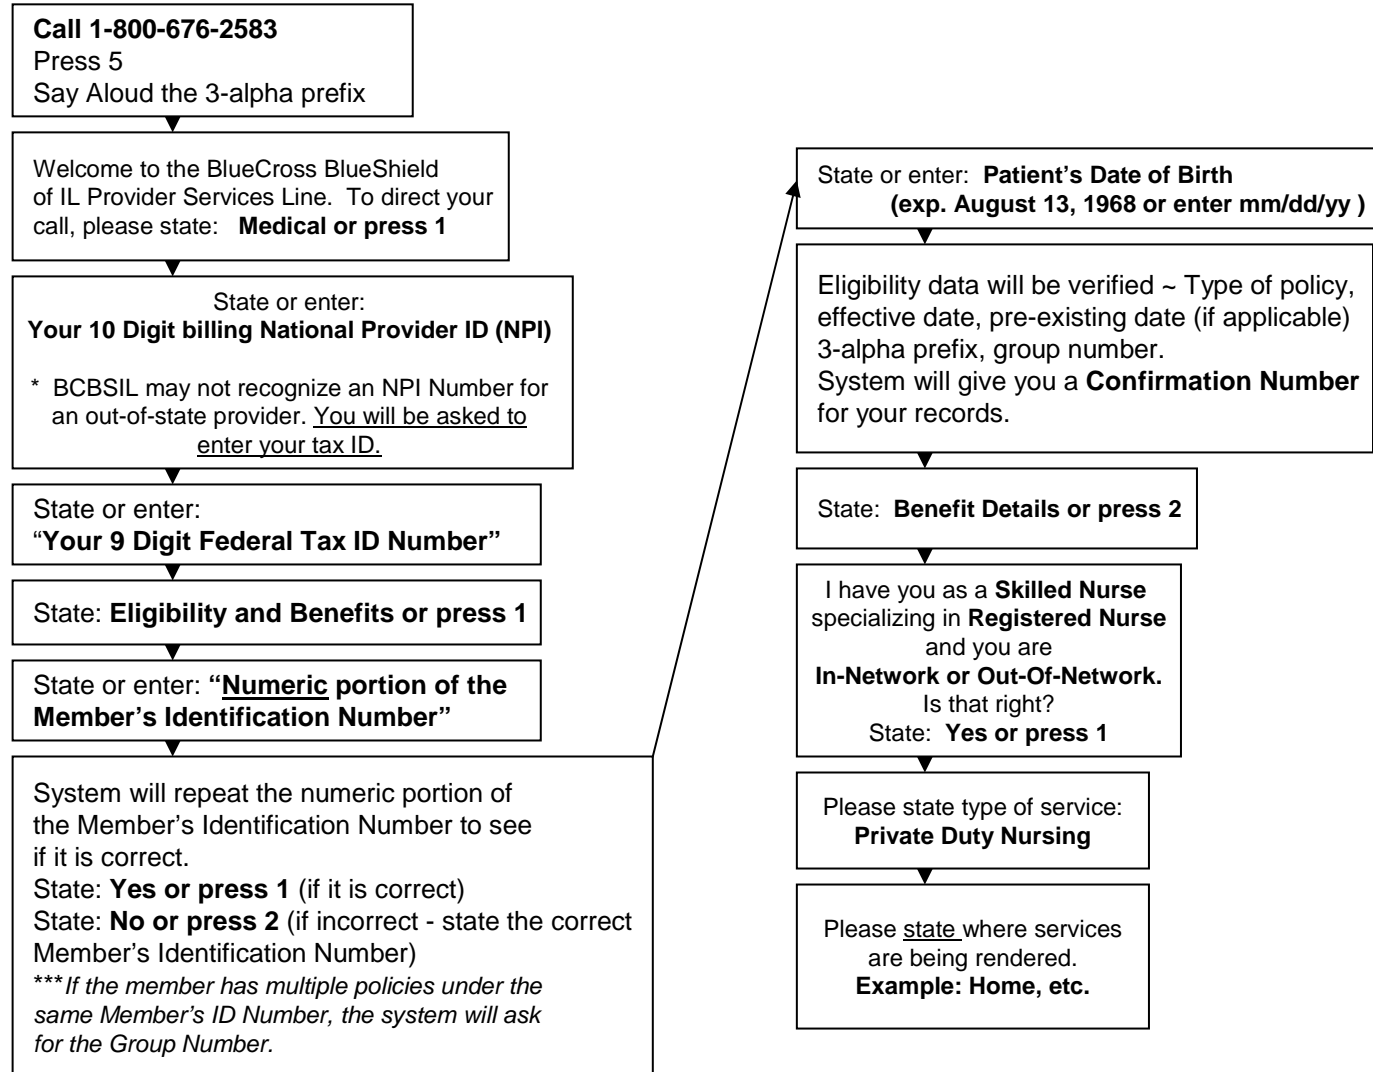 Call 1-800-676-2583
Press 5
Say Aloud the 3-alpha prefix
Welcome to the BlueCross BlueShield
of IL Provider Services Line.  To direct your
call, please state:   Medical or press 1
State or enter:
Your 10 Digit billing National Provider ID (NPI)
*  BCBSIL may not recognize an NPI Number for
an out-of-state provider. You will be asked to
enter your tax ID.
State or enter:
“Your 9 Digit Federal Tax ID Number”
State: Eligibility and Benefits or press 1
State or enter: “Numeric portion of the
Member’s Identification Number”
System will repeat the numeric portion of
the Member’s Identification Number to see
if it is correct.
State: Yes or press 1 (if it is correct)
State: No or press 2 (if incorrect - state the correct
Member’s Identification Number)
***If the member has multiple policies under the
same Member’s ID Number, the system will ask
for the Group Number.
State or enter:  Patient’s Date of Birth
(exp. August 13, 1968 or enter mm/dd/yy )
Eligibility data will be verified ~ Type of policy,
effective date, pre-existing date (if applicable)
3-alpha prefix, group number.
System will give you a Confirmation Number
for your records.
State:  Benefit Details or press 2
I have you as a Skilled Nurse
specializing in Registered Nurse
and you are
In-Network or Out-Of-Network.
Is that right?
State:  Yes or press 1
Please state type of service:
Private Duty Nursing
Please state where services
are being rendered.
Example: Home, etc.